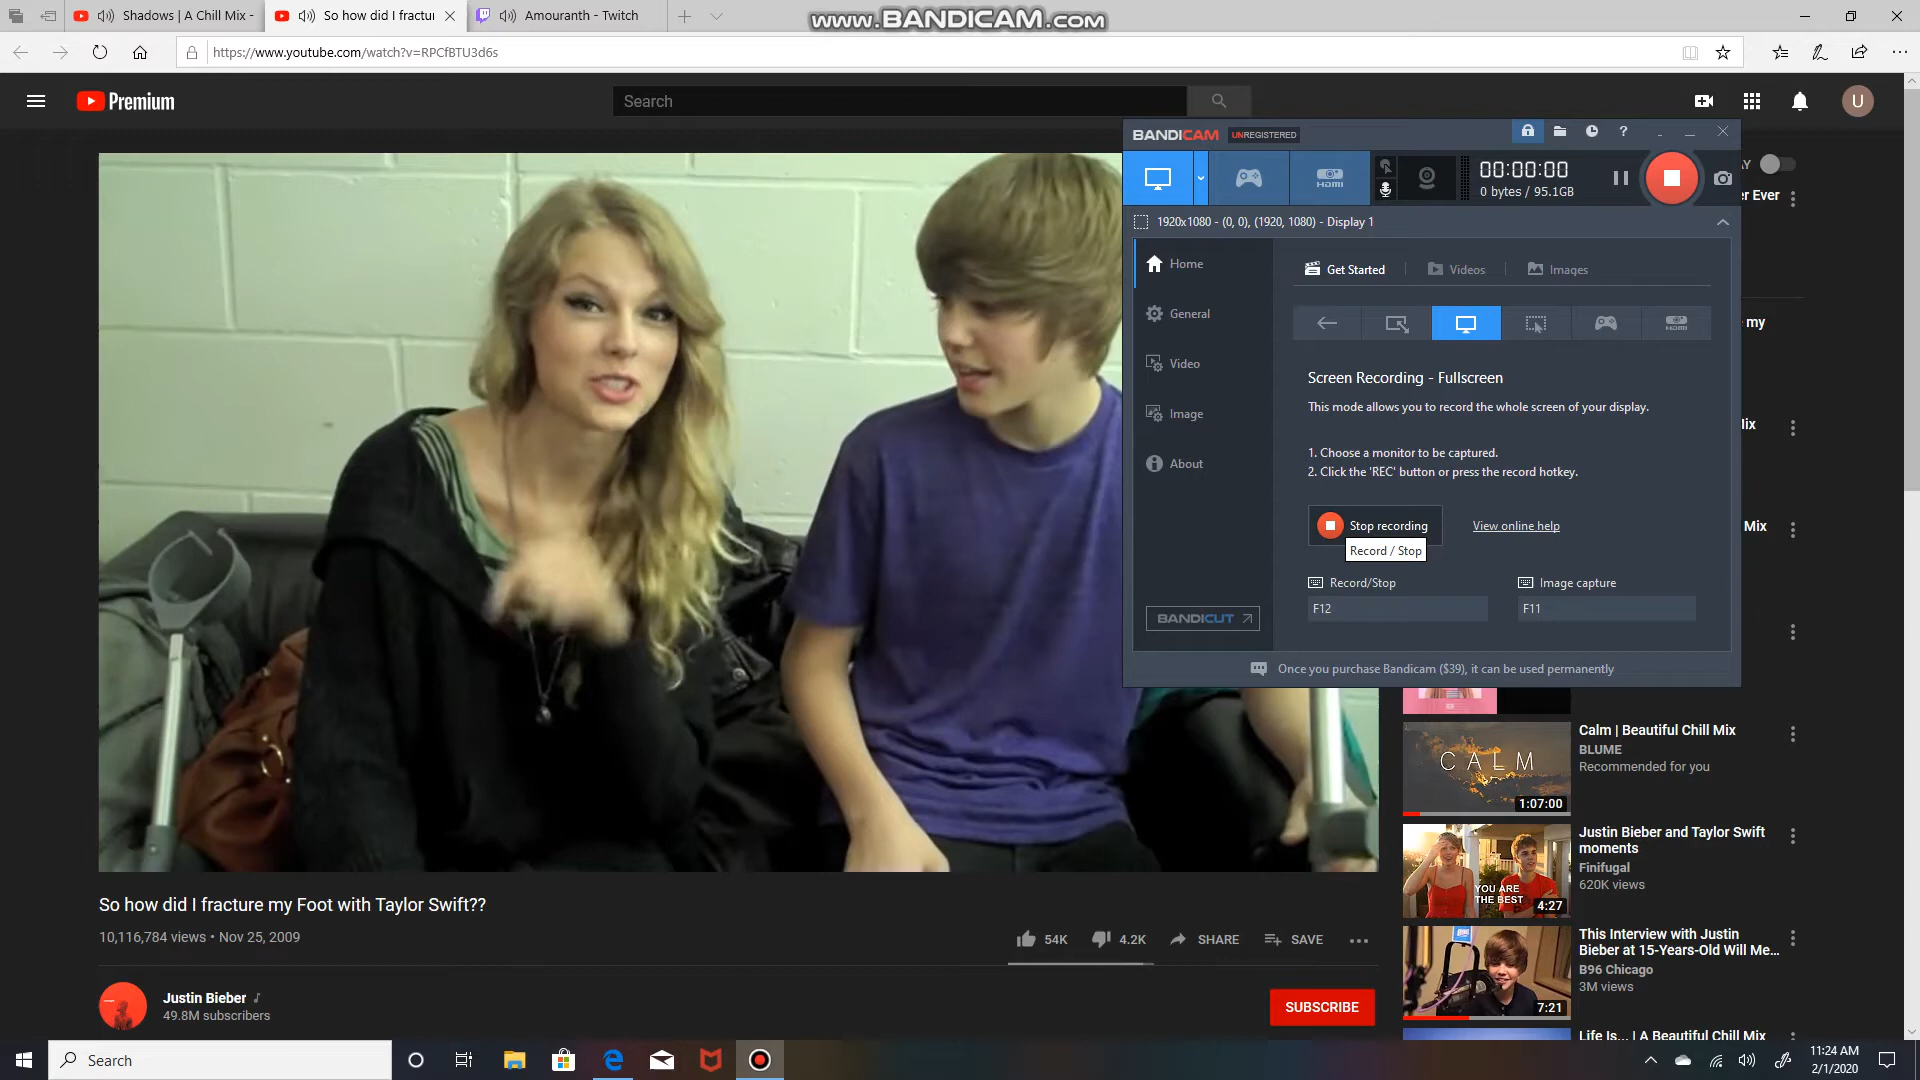 Shadows | A Chill Mix -
So how did I fractur
Amouranth - Twitch
www.BANDICAM.com
https://www.youtube.com/watch?v=RPCfBTU3d6s
Premium
Search
U
BANDICAM UNREGISTERED
HDMI
00:00:00
0 bytes / 95.1GB
1920x1080 - (0, 0), (1920, 1080) - Display 1
Home
General
Video
Image
About
BANDICUT
Get Started
Videos
Images
HDMI
Screen Recording - Fullscreen
This mode allows you to record the whole screen of your display.
1. Choose a monitor to be captured.
2. Click the 'REC' button or press the record hotkey.
Stop recording
View online help
Record / Stop
Record/Stop
Image capture
F12
F11
Once you purchase Bandicam ($39), it can be used permanently
AY
er Ever
my
Mix
CALM
1:07:00
Calm | Beautiful Chill Mix
BLUME
Recommended for you
YOU ARE
THE BEST
4:27
Justin Bieber and Taylor Swift
moments
Finifugal
620K views
7:21
This Interview with Justin
Bieber at 15-Years-Old Will Me...
B96 Chicago
3M views
Life Is... | A Beautiful Chill Mix
So how did I fracture my Foot with Taylor Swift??
10,116,784 views • Nov 25, 2009
54K
4.2K
SHARE
SAVE
Justin Bieber
49.8M subscribers
SUBSCRIBE
Search
11:24 AM
2/1/2020